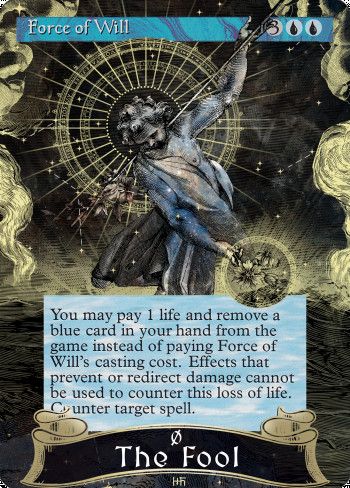 Force of Will 3
You may pay 1 life and remove a
blue card in your hand from the
game instead of paying Force of
Will's casting cost. Effects that
prevent or redirect damage cannot
be used to counter this loss of life.
Counter target spell.
0
The Fool